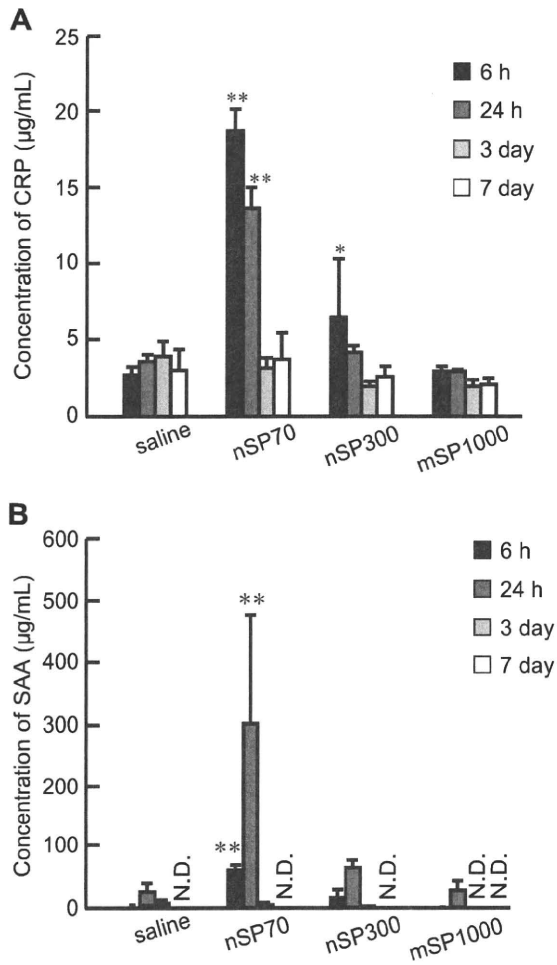 A
25
20
15
10
5
0
Concentration of CRP (µg/mL)
6 h
24 h
3 day
7 day
**
**
*
saline
nSP70
nSP300
mSP1000
B
600
500
400
300
200
100
0
Concentration of SAA (µg/mL)
6 h
24 h
3 day
7 day
**
**
N.D.
N.D.
N.D.
N.D.
N.D.
saline
nSP70
nSP300
mSP1000